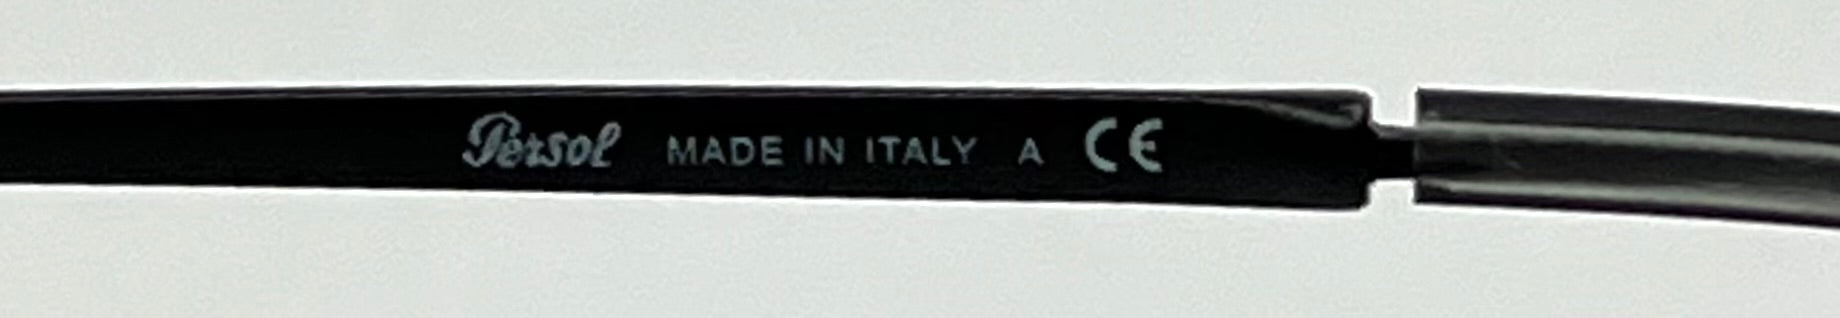 Persol MADE IN ITALY A CE